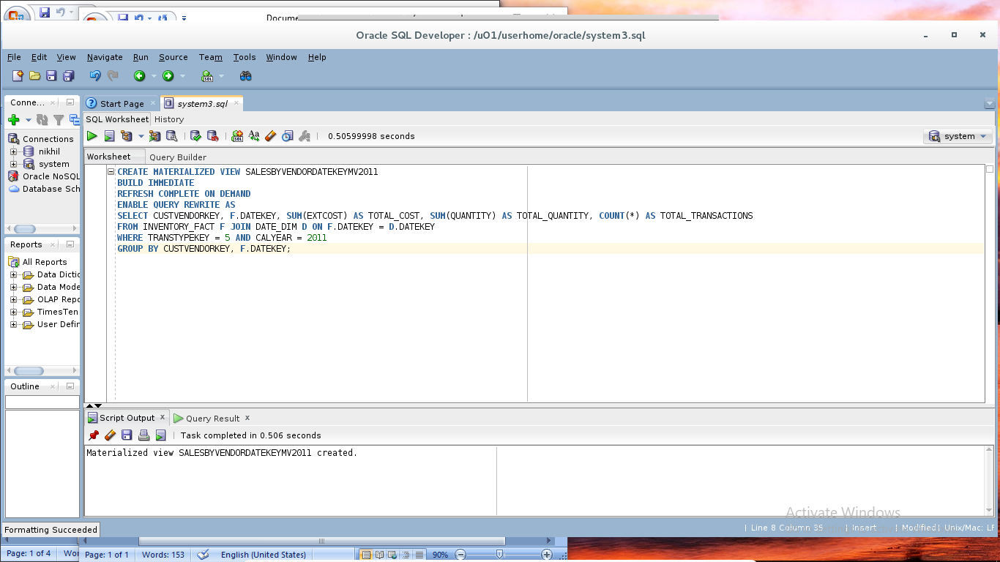 Docume
Oracle SQL Developer : /u01/userhome/oracle/system3.sql
File Edit View Navigate Run Source Team Tools Window Help
Conne...
Start Page
system3.sql
SQL Worksheet History
0.50599998 seconds
system
Worksheet Query Builder
Connections
nikhil
system
Oracle NoSQL
Database Sch
CREATE MATERIALIZED VIEW SALESBYVENDORDATEKEYMV2011
BUILD IMMEDIATE
REFRESH COMPLETE ON DEMAND
ENABLE QUERY REWRITE AS
SELECT CUSTVENDORKEY, F.DATEKEY, SUM(EXTCOST) AS TOTAL_COST, SUM(QUANTITY) AS TOTAL_QUANTITY, COUNT(*) AS TOTAL_TRANSACTIONS
FROM INVENTORY_FACT F JOIN DATE_DIM D ON F.DATEKEY = D.DATEKEY
WHERE TRANSTYPEKEY = 5 AND CALYEAR = 2011
GROUP BY CUSTVENDORKEY, F.DATEKEY;
Reports
All Reports
Data Dictio
Data Mode
OLAP Repo
TimesTen
User Defin
Outline
Script Output Query Result
Task completed in 0.506 seconds
Materialized view SALESBYVENDORDATEKEYMV2011 created.
Activate Windows
Formatting Succeeded
| Line 8 Column 35 | Insert | Modified| Unix/Mac: LF
Page: 1 of 4 Wor
Page: 1 of 1 Words: 153 English (United States) 90%